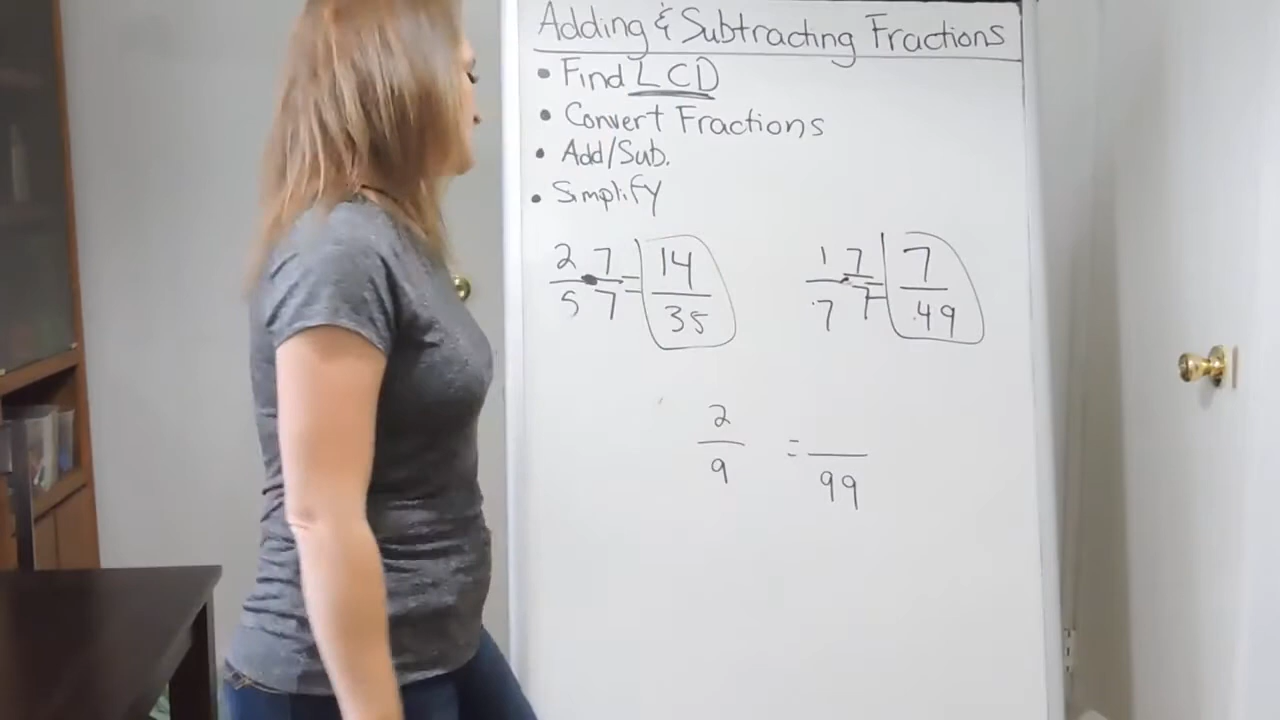 Adding & Subtracting Fractions
• Find LCD
• Convert Fractions
• Add/Sub.
• Simplify
2/5 • 7/7 = 14/35
1/7 • 7/7 = 7/49
2/9 = /99